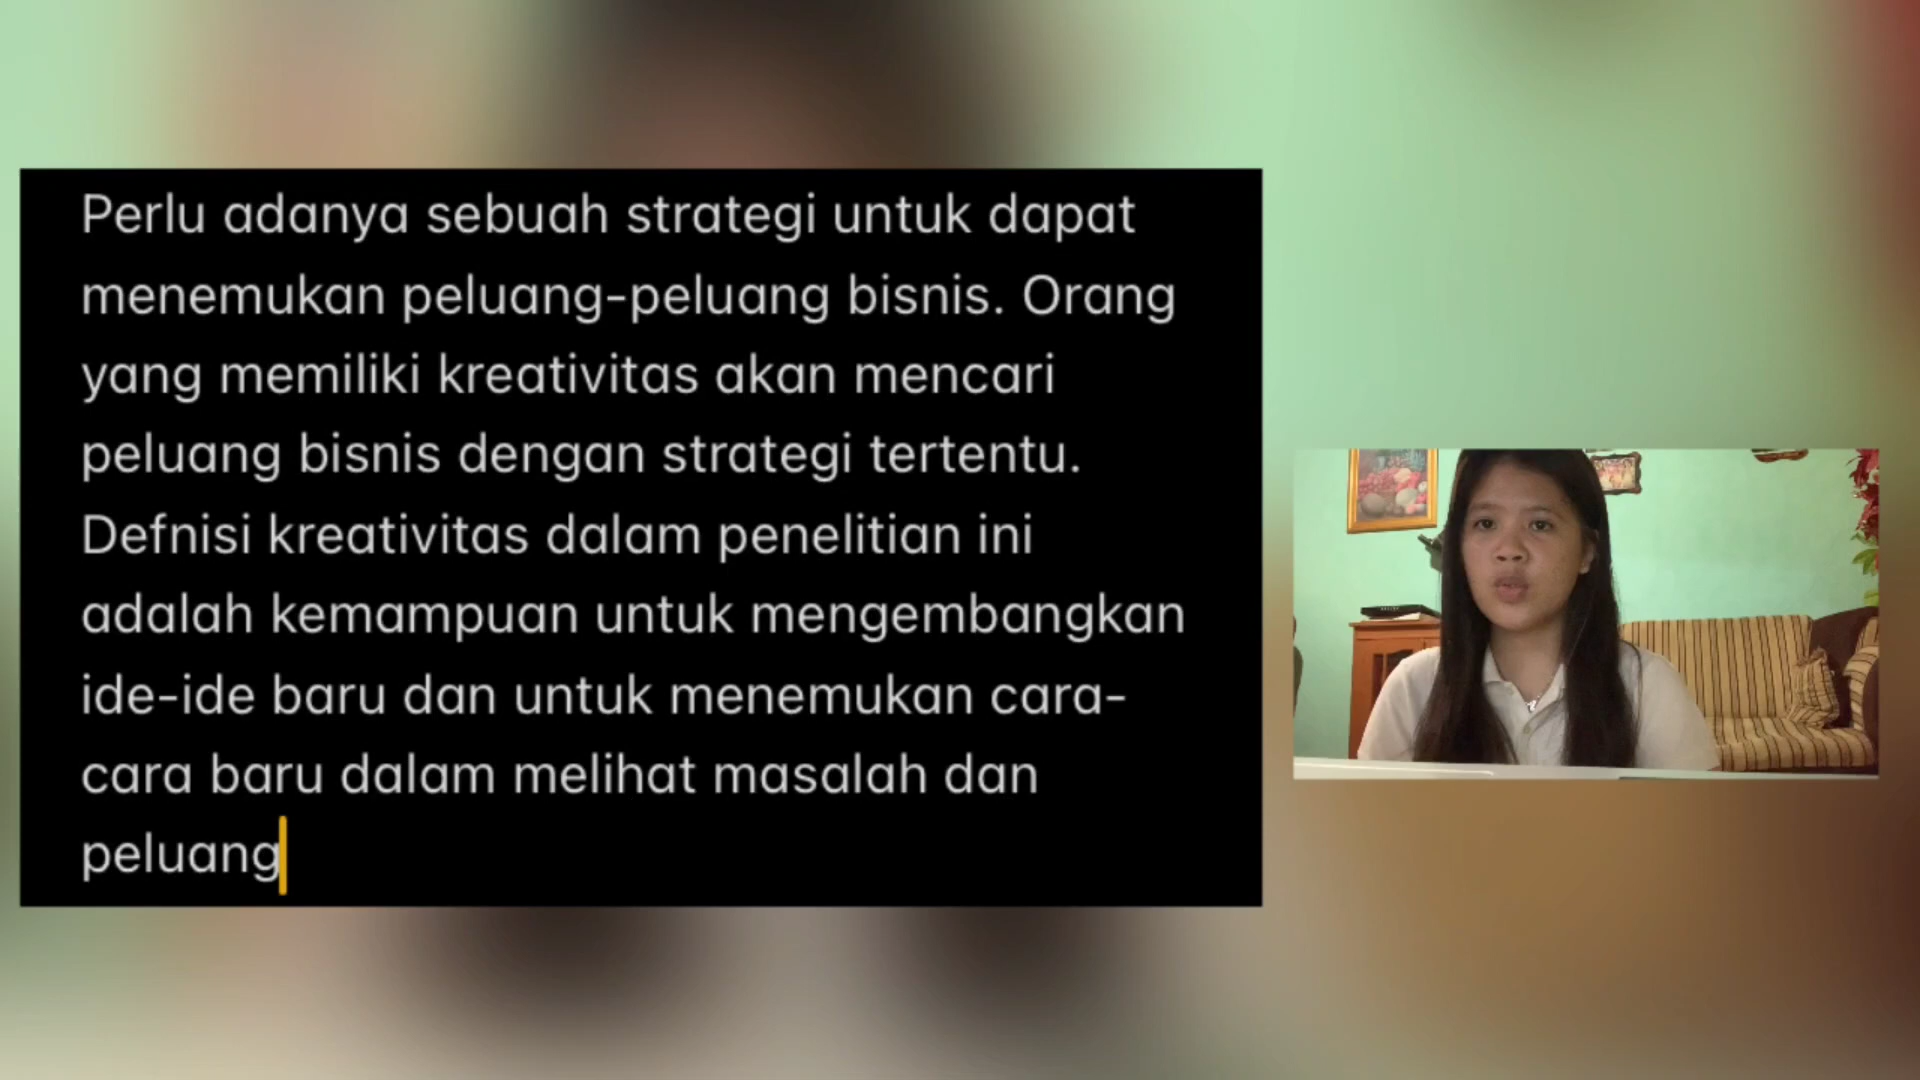 Perlu adanya sebuah strategi untuk dapat
menemukan peluang-peluang bisnis. Orang
yang memiliki kreativitas akan mencari
peluang bisnis dengan strategi tertentu.
Defnisi kreativitas dalam penelitian ini
adalah kemampuan untuk mengembangkan
ide-ide baru dan untuk menemukan cara-
cara baru dalam melihat masalah dan
peluang